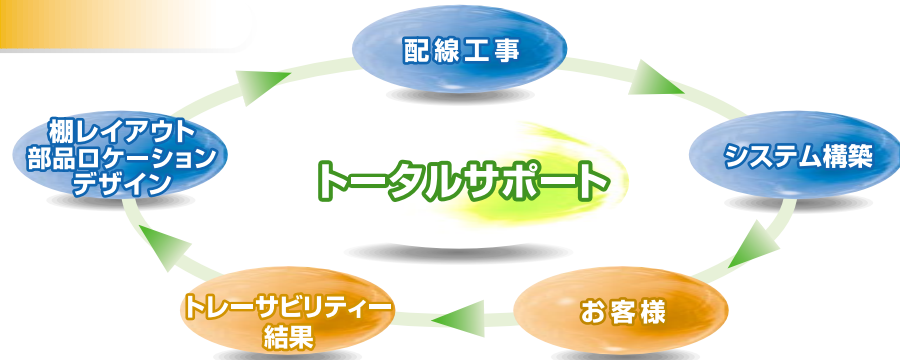 配線工事
棚レイアウト
部品ロケーション
デザイン
システム構築
トータルサポート
トレーサビリティー
結果
お客様